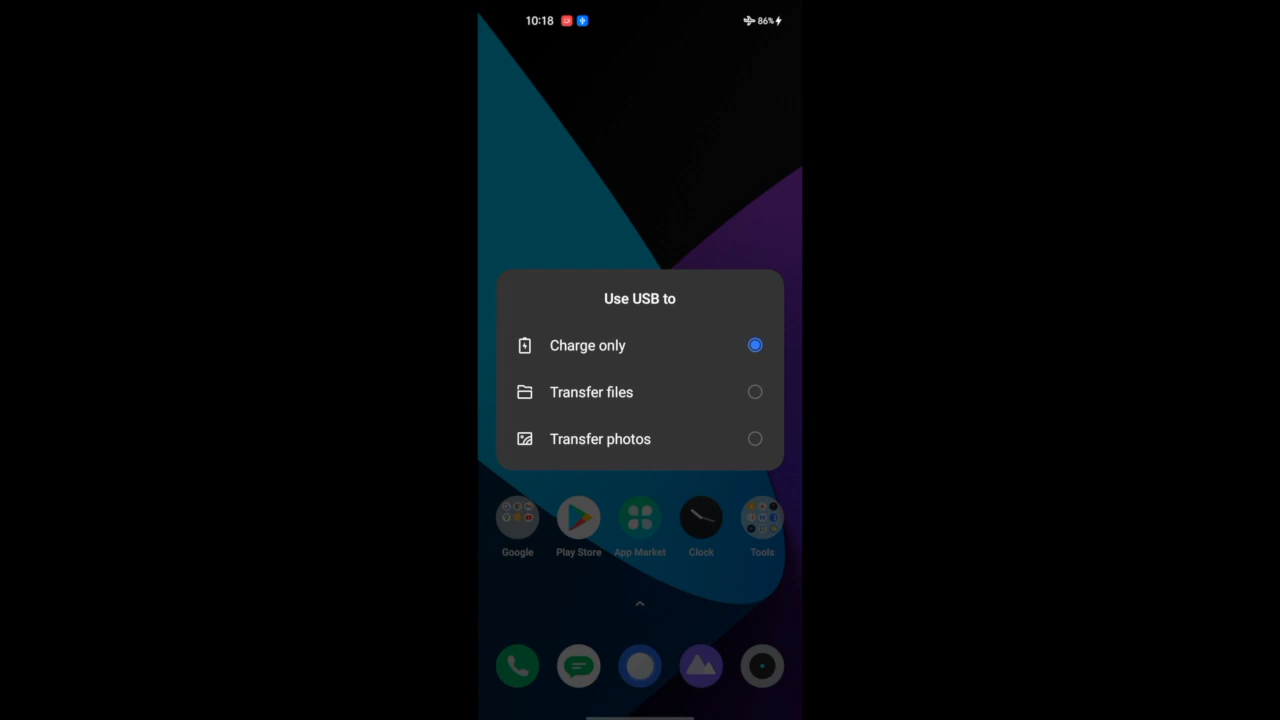 10:18
86%
Use USB to
Charge only
Transfer files
Transfer photos
Google
Play Store
App Market
Clock
Tools